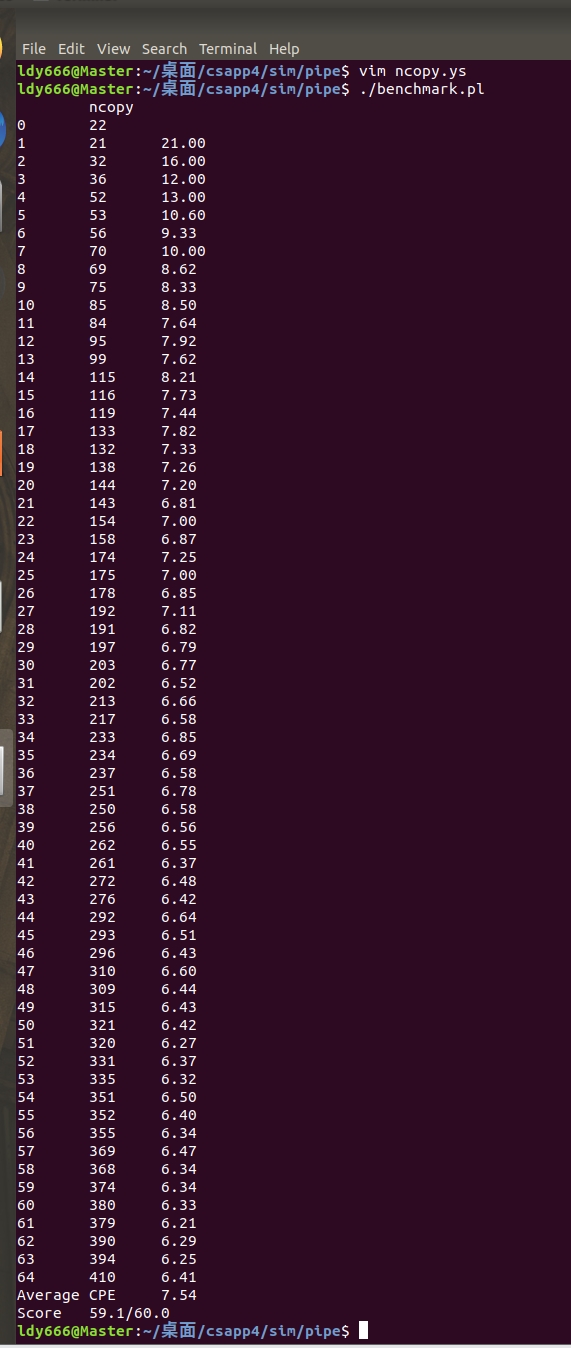 File Edit View Search Terminal Help
ldy666@Master:~/桌面/csapp4/sim/pipe$ vim ncopy.ys
ldy666@Master:~/桌面/csapp4/sim/pipe$ ./benchmark.pl
ncopy
0 22
1 21 21.00
2 32 16.00
3 36 12.00
4 52 13.00
5 53 10.60
6 56 9.33
7 70 10.00
8 69 8.62
9 75 8.33
10 85 8.50
11 84 7.64
12 95 7.92
13 99 7.62
14 115 8.21
15 116 7.73
16 119 7.44
17 133 7.82
18 132 7.33
19 138 7.26
20 144 7.20
21 143 6.81
22 154 7.00
23 158 6.87
24 174 7.25
25 175 7.00
26 178 6.85
27 192 7.11
28 191 6.82
29 197 6.79
30 203 6.77
31 202 6.52
32 213 6.66
33 217 6.58
34 233 6.85
35 234 6.69
36 237 6.58
37 251 6.78
38 250 6.58
39 256 6.56
40 262 6.55
41 261 6.37
42 272 6.48
43 276 6.42
44 292 6.64
45 293 6.51
46 296 6.43
47 310 6.60
48 309 6.44
49 315 6.43
50 321 6.42
51 320 6.27
52 331 6.37
53 335 6.32
54 351 6.50
55 352 6.40
56 355 6.34
57 369 6.47
58 368 6.34
59 374 6.34
60 380 6.33
61 379 6.21
62 390 6.29
63 394 6.25
64 410 6.41
Average CPE 7.54
Score 59.1/60.0
ldy666@Master:~/桌面/csapp4/sim/pipe$